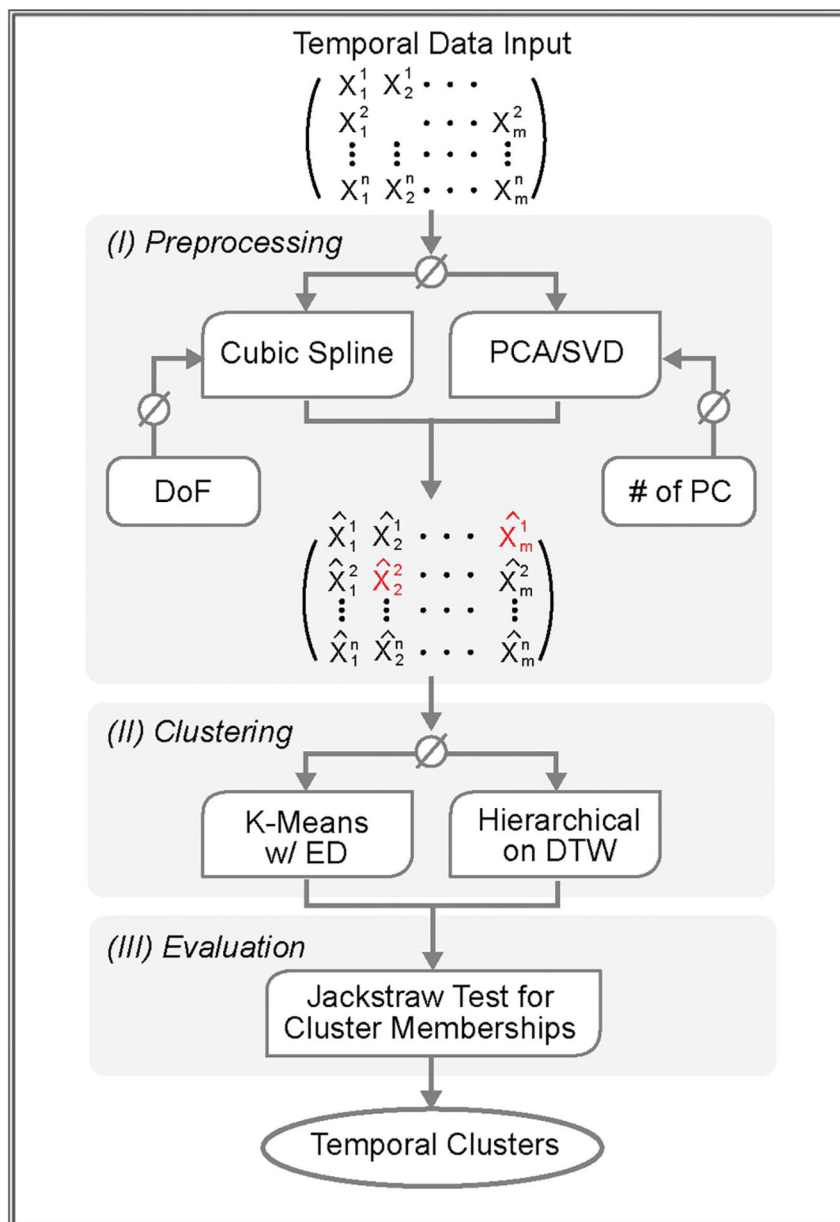 Temporal Data Input
X₁¹ X₂¹ · · ·
X₁² · · · Xₘ²
⋮ ⋮ · · · ⋮
X₁ⁿ X₂ⁿ · · · Xₘⁿ
(I) Preprocessing
Cubic Spline
PCA/SVD
DoF
# of PC
X̂₁¹ X̂₂¹ · · · X̂ₘ¹
X̂₁² X̂₂² · · · X̂ₘ²
⋮ ⋮ · · · ⋮
X̂₁ⁿ X̂₂ⁿ · · · X̂ₘⁿ
(II) Clustering
K-Means
w/ ED
Hierarchical
on DTW
(III) Evaluation
Jackstraw Test for
Cluster Memberships
Temporal Clusters